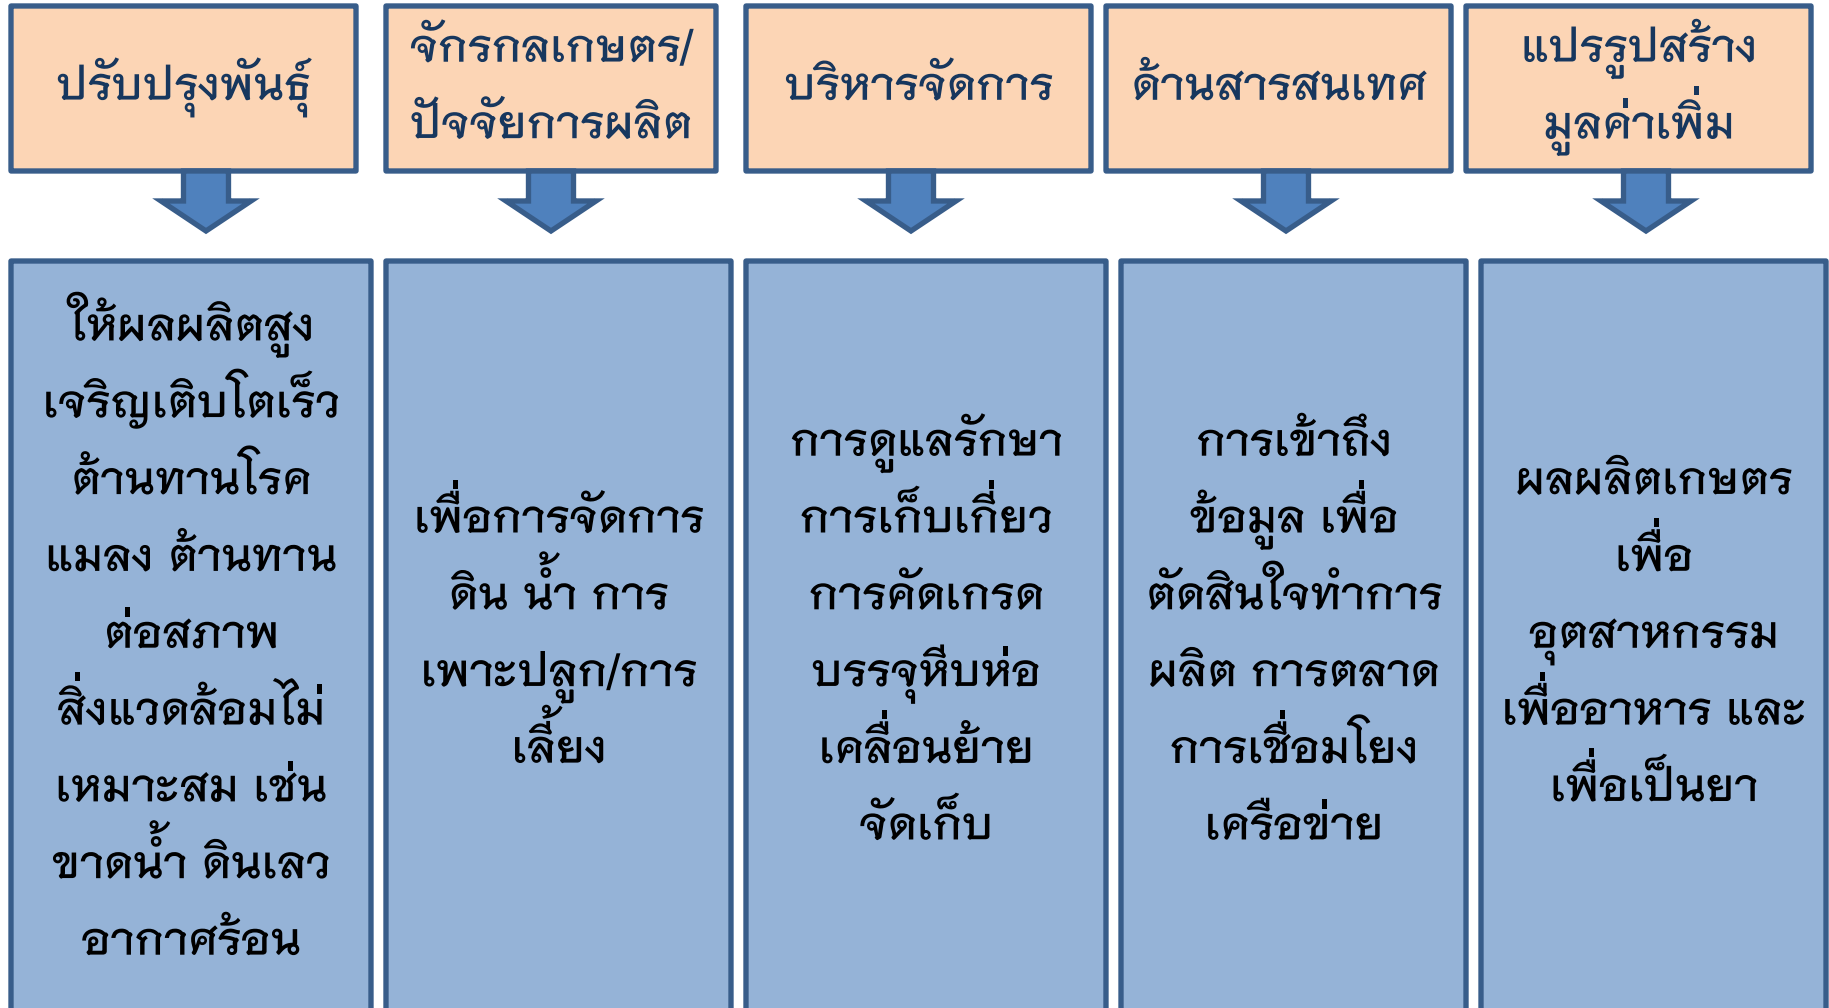 ปรับปรุงพันธุ์
จักรกลเกษตร/
ปัจจัยการผลิต
บริหารจัดการ
ด้านสารสนเทศ
แปรรูปสร้าง
มูลค่าเพิ่ม
ให้ผลผลิตสูง
เจริญเติบโตเร็ว
ต้านทานโรค
แมลง ต้านทาน
ต่อสภาพ
สิ่งแวดล้อมไม่
เหมาะสม เช่น
ขาดน้ำ ดินเลว
อากาศร้อน
เพื่อการจัดการ
ดิน น้ำ การ
เพาะปลูก/การ
เลี้ยง
การดูแลรักษา
การเก็บเกี่ยว
การคัดเกรด
บรรจุหีบห่อ
เคลื่อนย้าย
จัดเก็บ
การเข้าถึง
ข้อมูล เพื่อ
ตัดสินใจทำการ
ผลิต การตลาด
การเชื่อมโยง
เครือข่าย
ผลผลิตเกษตร
เพื่อ
อุตสาหกรรม
เพื่ออาหาร และ
เพื่อเป็นยา